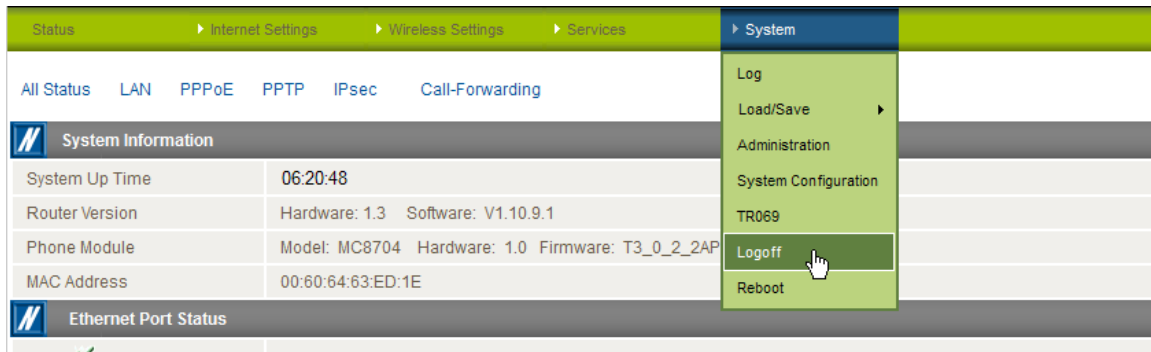 Status Internet Settings Wireless Settings Services System
All Status LAN PPPoE PPTP IPsec Call-Forwarding
Log
Load/Save
Administration
System Configuration
TR069
Logoff
Reboot
System Information
System Up Time 06:20:48
Router Version Hardware: 1.3 Software: V1.10.9.1
Phone Module Model: MC8704 Hardware: 1.0 Firmware: T3_0_2_2AP
MAC Address 00:60:64:63:ED:1E
Ethernet Port Status